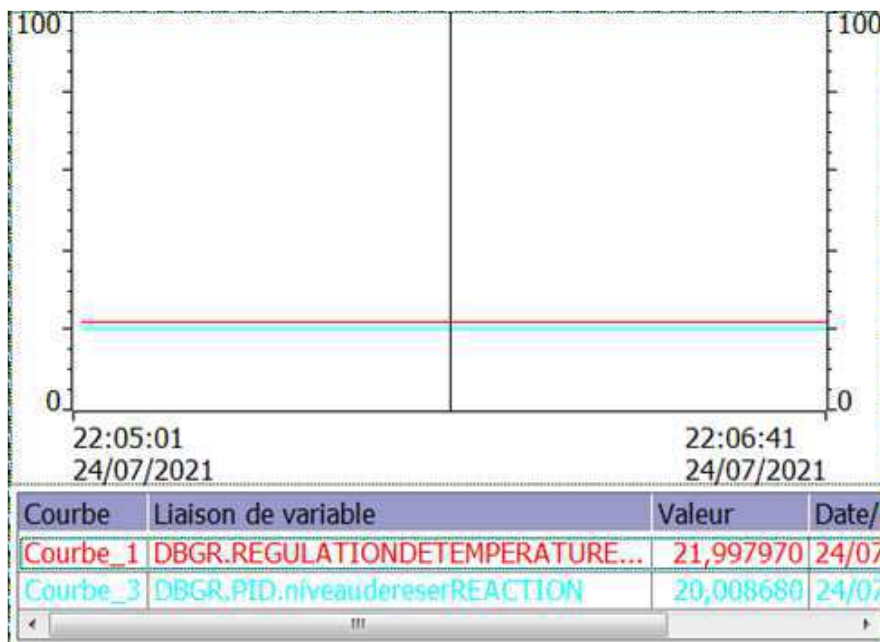 100 100
0 0
22:05:01 22:06:41
24/07/2021 24/07/2021
Courbe Liaison de variable Valeur Date/
Courbe_1 DBGR.REGULATIONDETEMPERATURE... 21,997970 24/07
Courbe_3 DBGR.PID.niveaudereserREACTION 20,008680 24/07